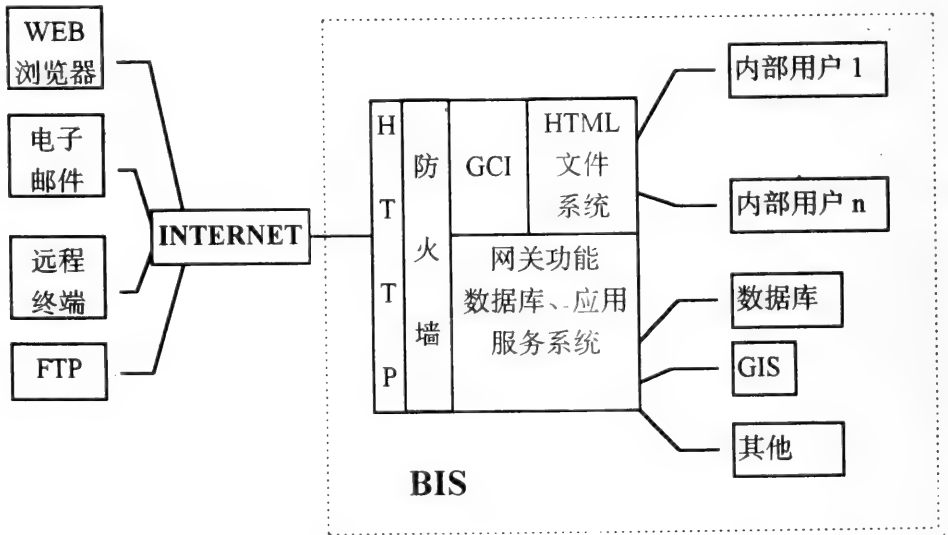 WEB
浏览器
电子
邮件
远程
终端
FTP
INTERNET
H
T
T
P
防
火
墙
GCI
HTML
文件
系统
网关功能
数据库、应用
服务系统
内部用户 1
内部用户 n
数据库
GIS
其他
BIS